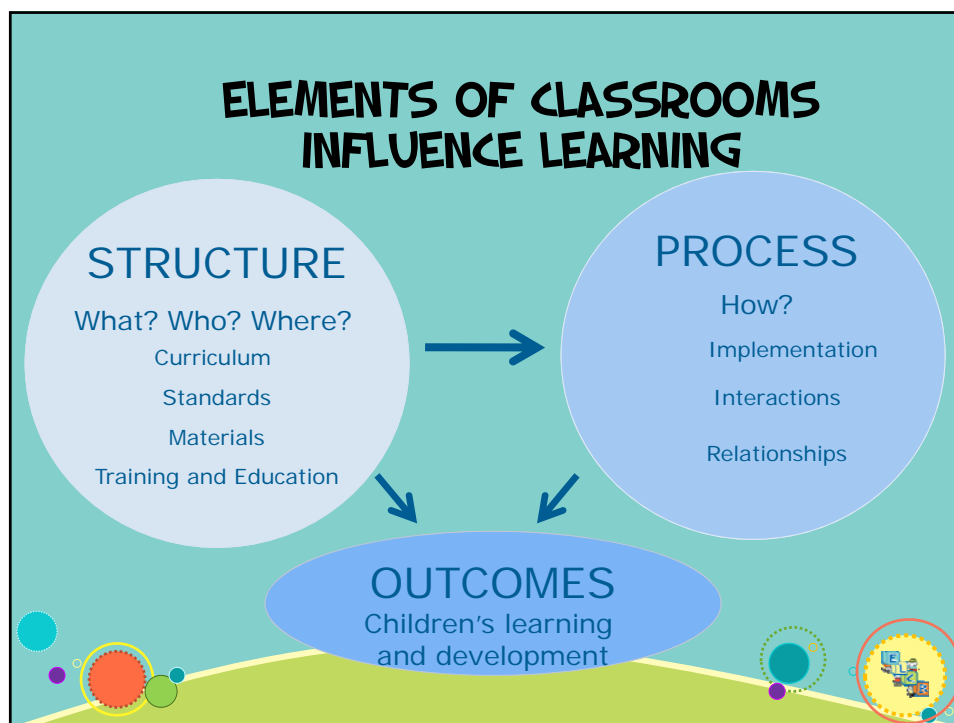 ELEMENTS OF CLASSROOMS
INFLUENCE LEARNING
STRUCTURE
What? Who? Where?
Curriculum
Standards
Materials
Training and Education
PROCESS
How?
Implementation
Interactions
Relationships
OUTCOMES
Children's learning
and development